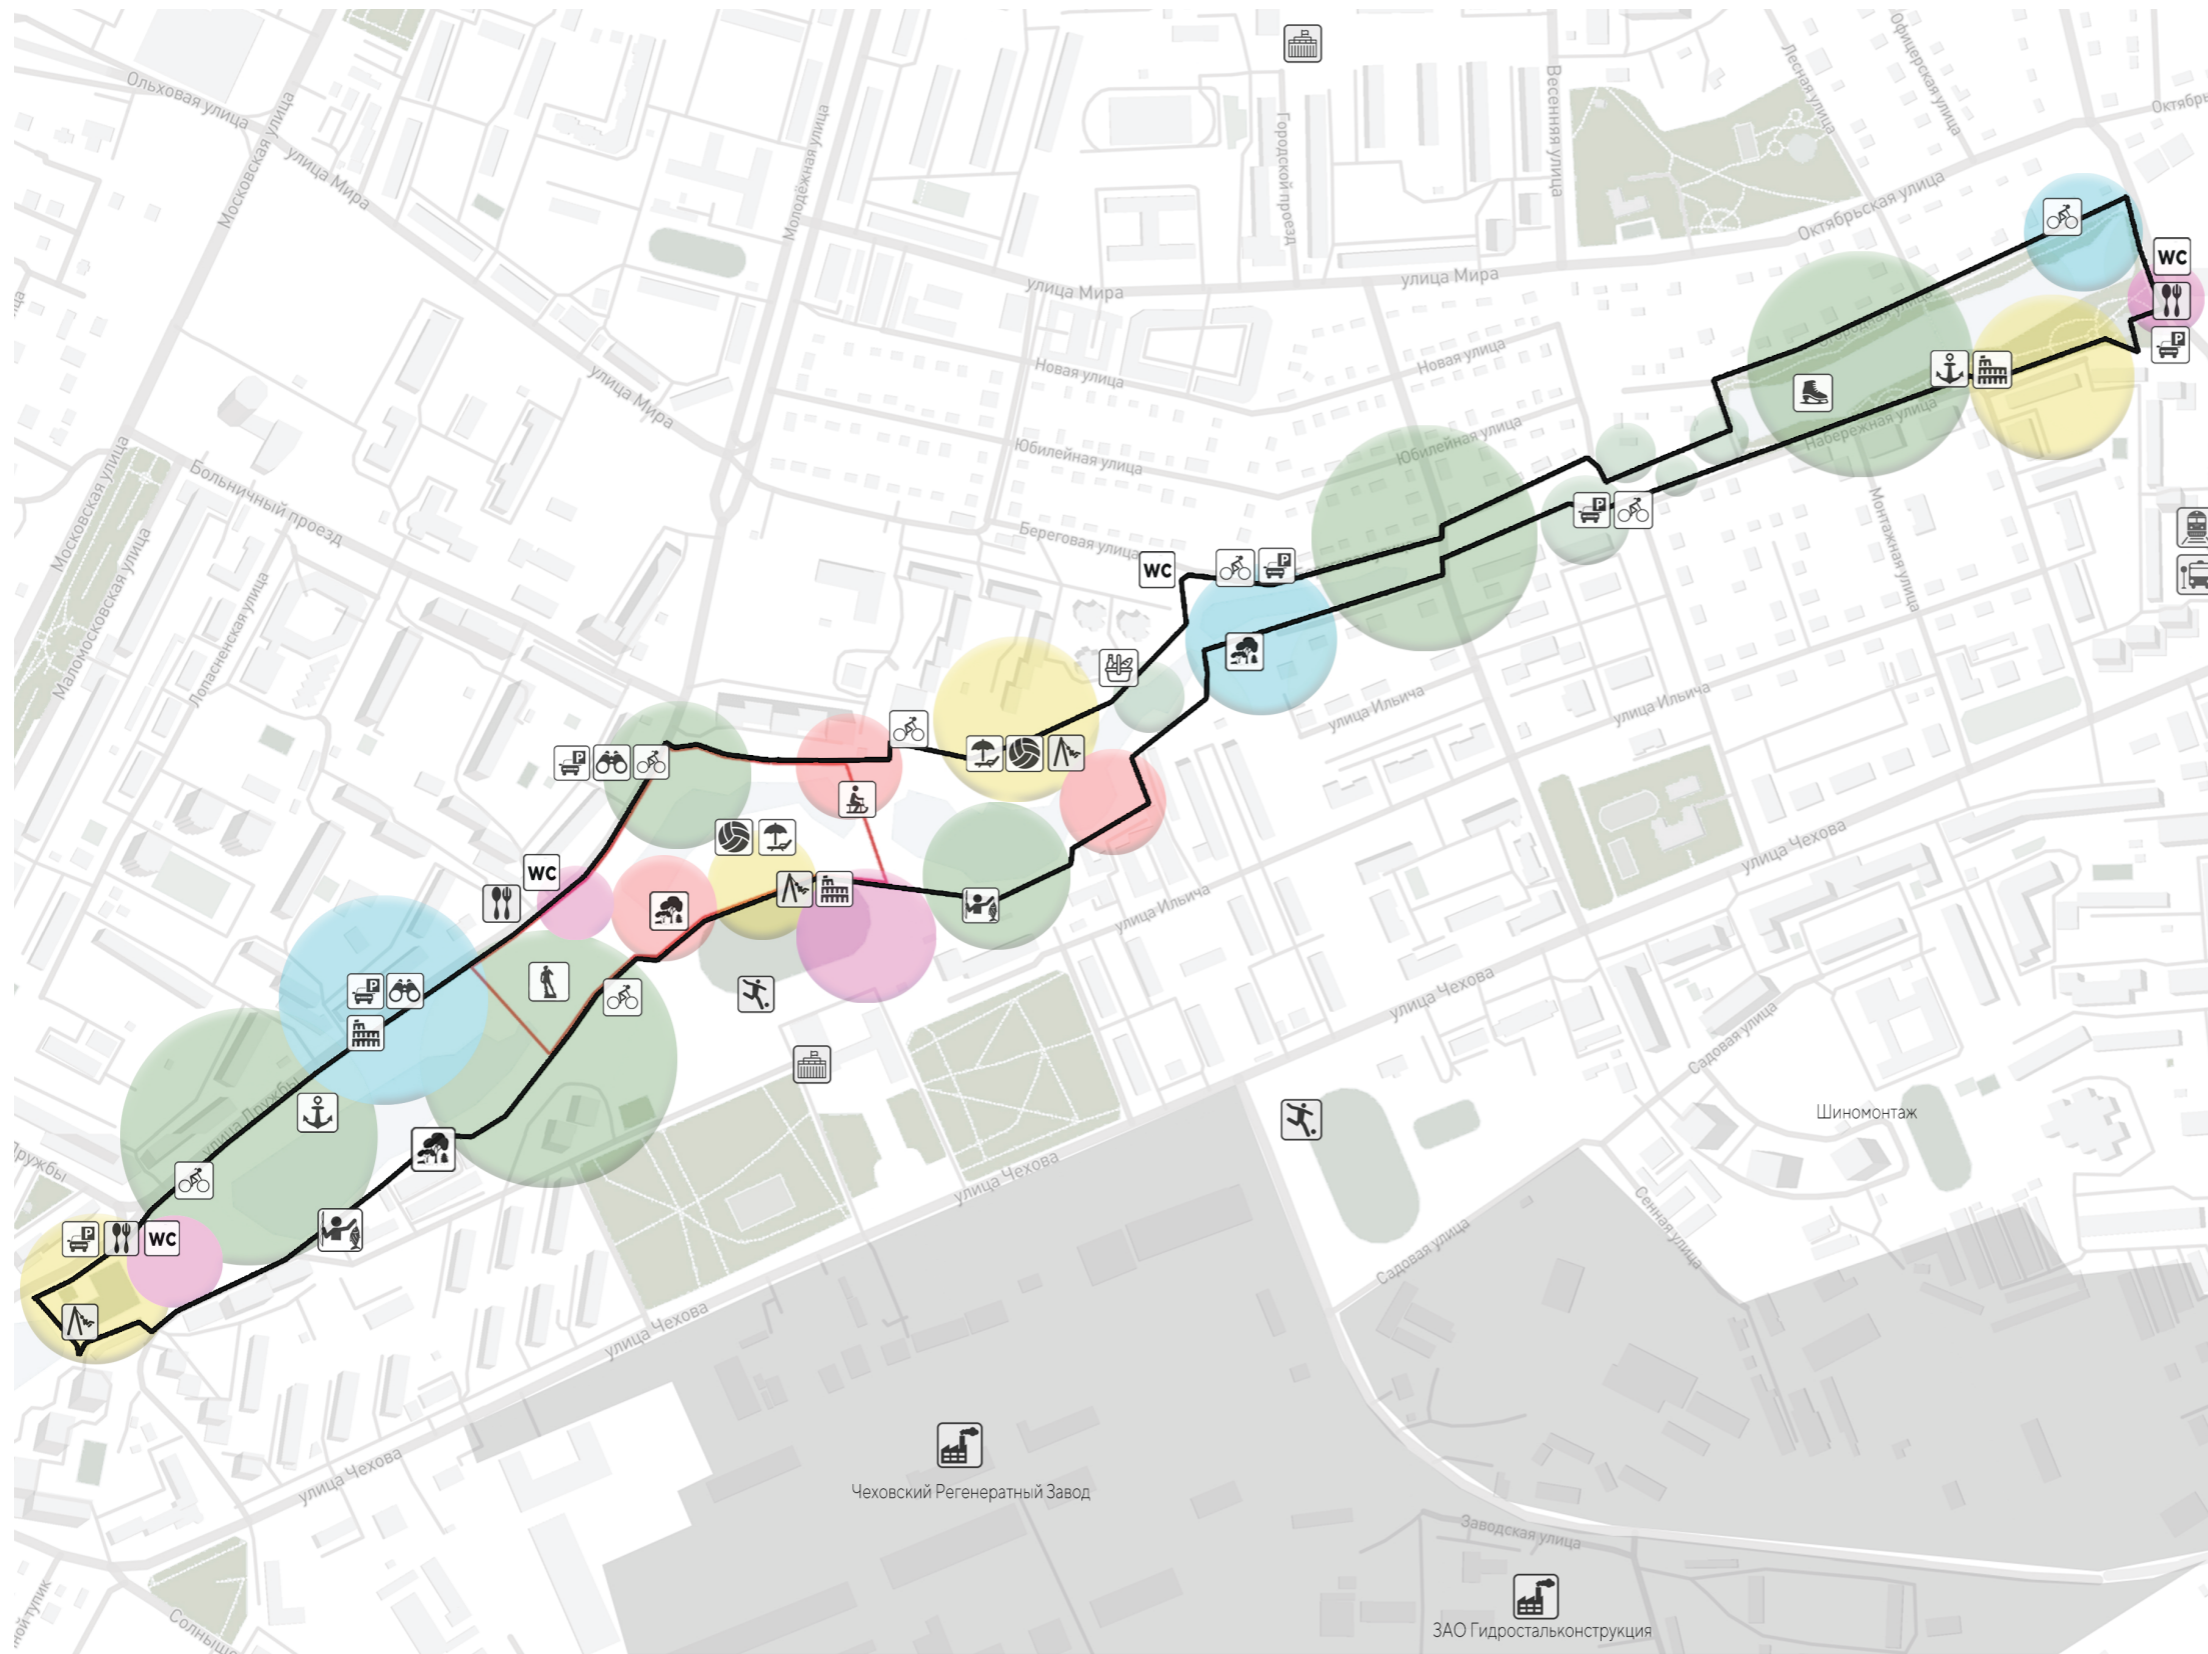 Ольховая улица
Московская улица
улица Мира
Молодёжная улица
Городской проезд
Весенняя улица
Лесная улица
Офицерская улица
Октябрьская улица
улица Мира
улица Мира
WC
Новая улица
Новая улица
улица Мира
Юбилейная улица
Юбилейная улица
Набережная улица
Московская улица
Больничный проезд
Береговая улица
Монтажная улица
WC
Маломосковская улица
Лопасненская улица
улица Ильича
улица Ильича
улица Чехова
WC
улица Ильича
улица Чехова
Садовая улица
улица Дружбы
Шиномонтаж
улица Чехова
WC
Садовая улица
Сенная улица
улица Чехова
улица Чехова
Чеховский Регенератный Завод
Заводская улица
ЗАО Гидростальконструкция